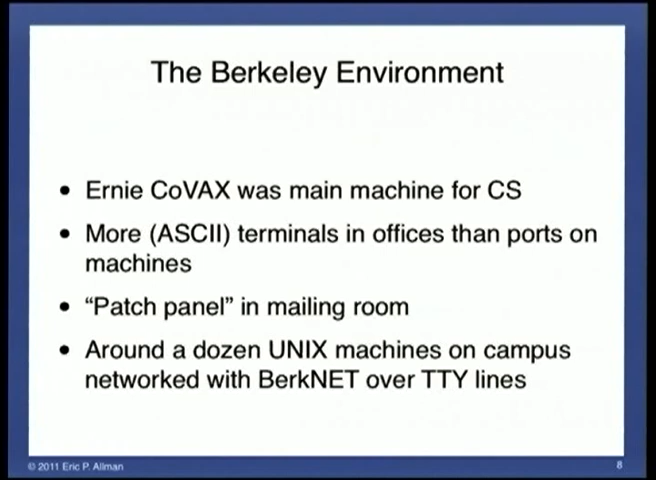 The Berkeley Environment
• Ernie CoVAX was main machine for CS
• More (ASCII) terminals in offices than ports on
machines
• “Patch panel” in mailing room
• Around a dozen UNIX machines on campus
networked with BerkNET over TTY lines
© 2011 Eric P. Allman
8